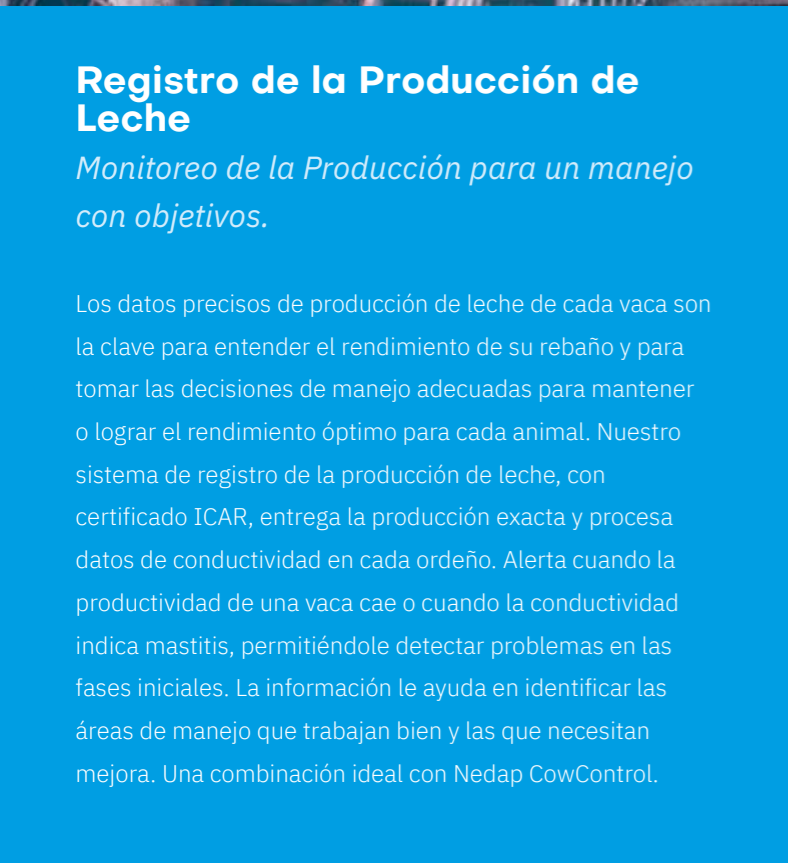 Registro de la Producción de
Leche
Monitoreo de la Producción para un manejo
con objetivos.
Los datos precisos de producción de leche de cada vaca son
la clave para entender el rendimiento de su rebaño y para
tomar las decisiones de manejo adecuadas para mantener
o lograr el rendimiento óptimo para cada animal. Nuestro
sistema de registro de la producción de leche, con
certificado ICAR, entrega la producción exacta y procesa
datos de conductividad en cada ordeño. Alerta cuando la
productividad de una vaca cae o cuando la conductividad
indica mastitis, permitiéndole detectar problemas en las
fases iniciales. La información le ayuda en identificar las
áreas de manejo que trabajan bien y las que necesitan
mejora. Una combinación ideal con Nedap CowControl.